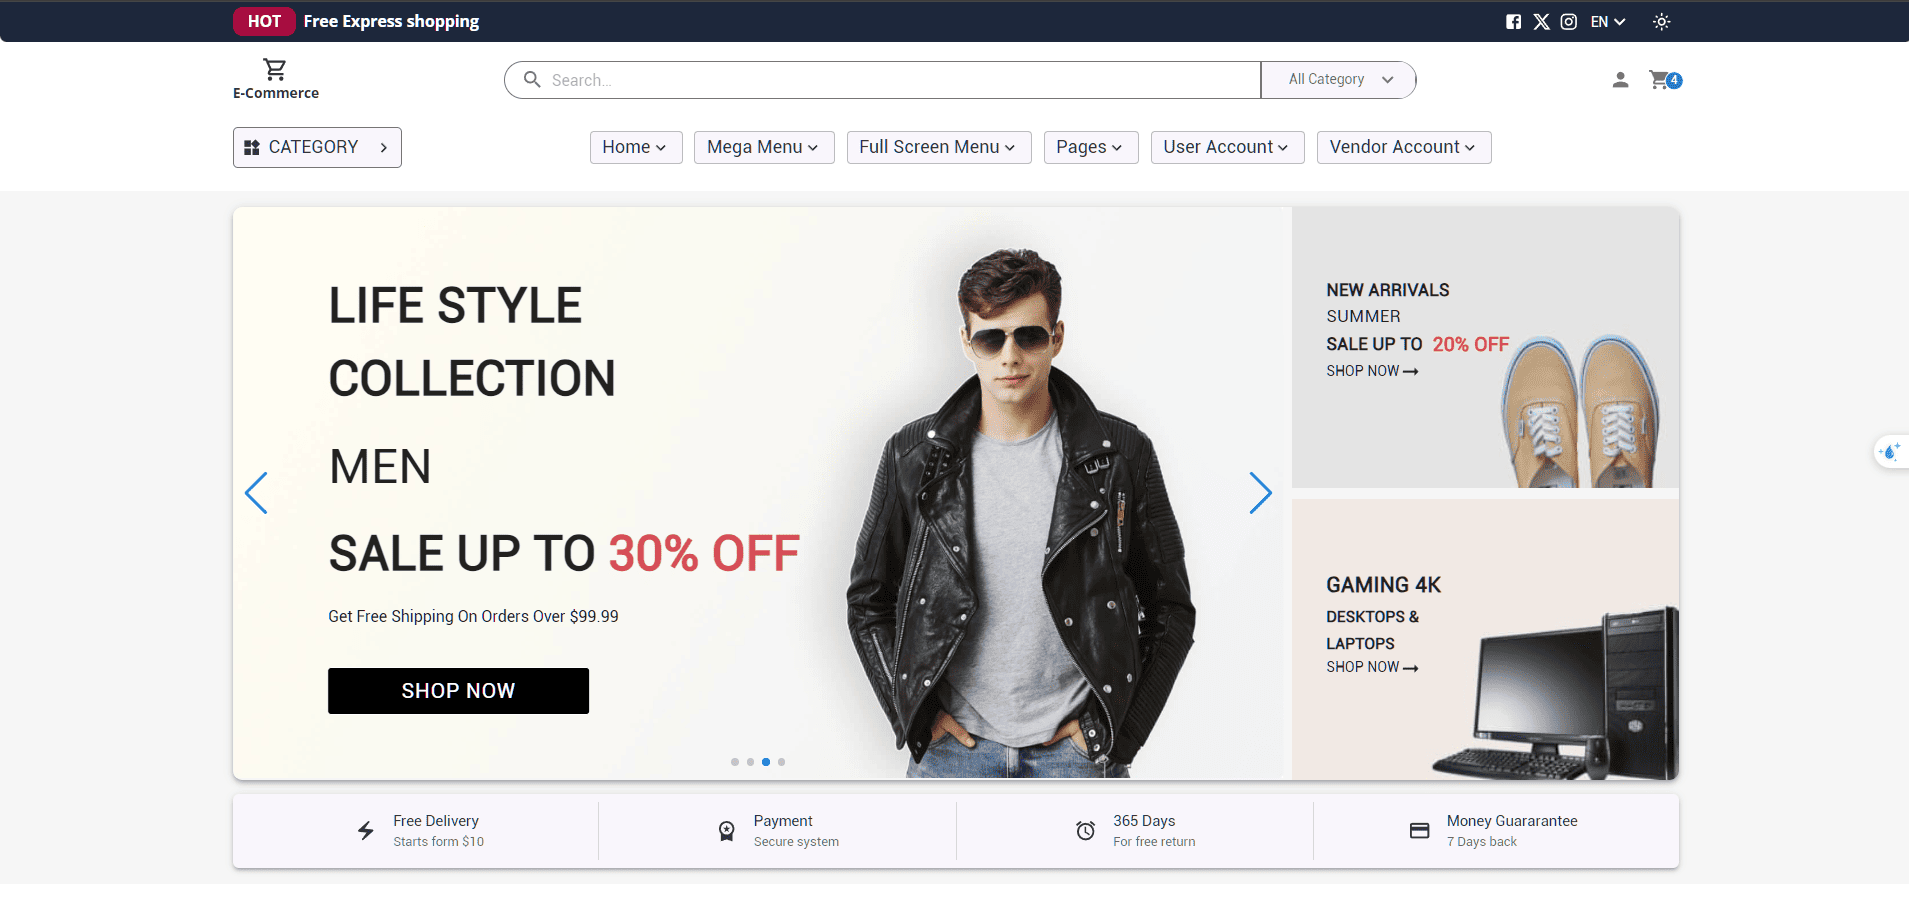 HOT Free Express shopping
EN
E-Commerce
Search...
All Category
4
CATEGORY
Home
Mega Menu
Full Screen Menu
Pages
User Account
Vendor Account
LIFE STYLE
COLLECTION
MEN
SALE UP TO 30% OFF
Get Free Shipping On Orders Over $99.99
SHOP NOW
NEW ARRIVALS
SUMMER
SALE UP TO 20% OFF
SHOP NOW
GAMING 4K
DESKTOPS &
LAPTOPS
SHOP NOW
Free Delivery
Starts form $10
Payment
Secure system
365 Days
For free return
Money Guararantee
7 Days back